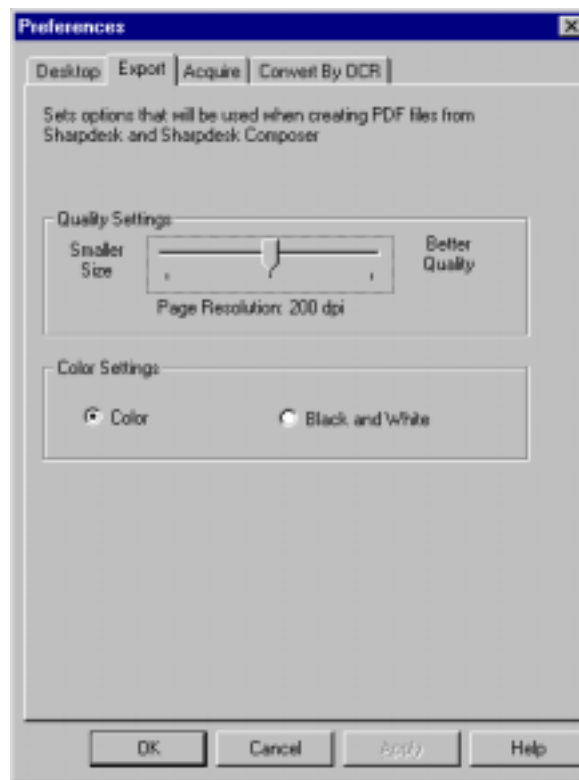 Preferences
Desktop Export Acquire Convert By OCR
Sets options that will be used when creating PDF files from
Sharpdesk and Sharpdesk Composer
Quality Settings
Smaller
Size
Better
Quality
Page Resolution: 200 dpi
Color Settings
Color Black and White
OK Cancel Apply Help